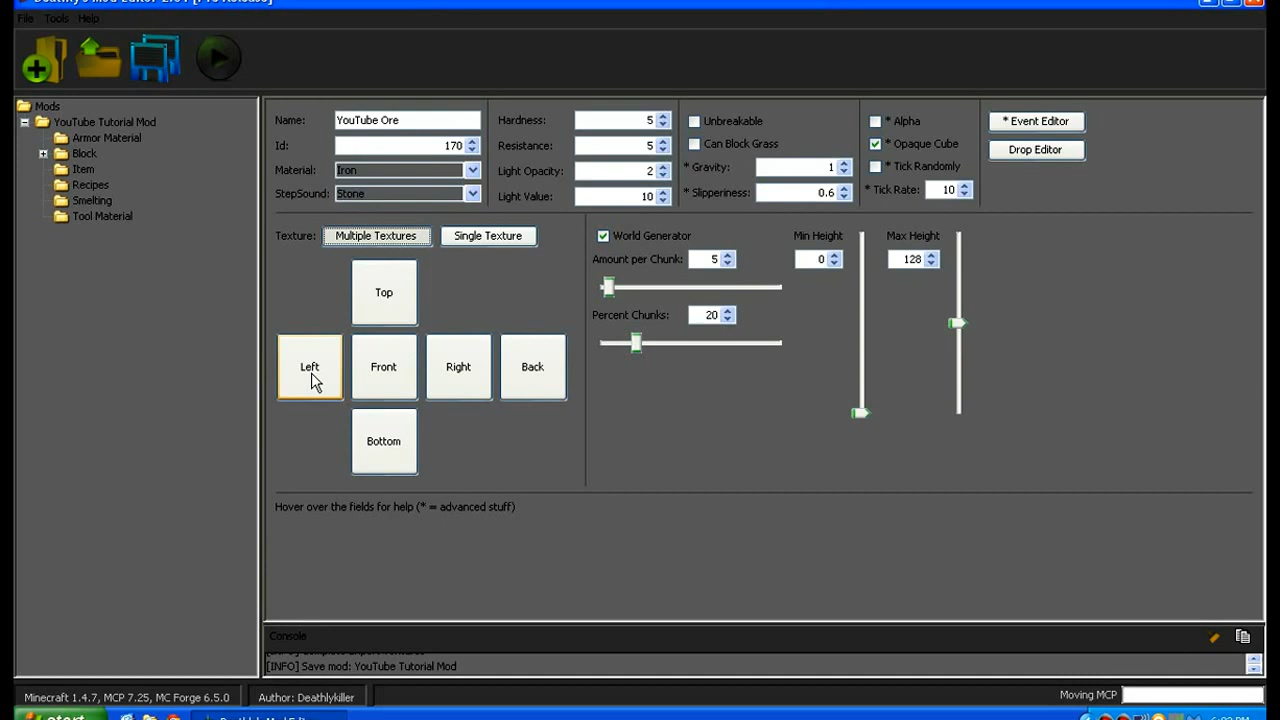 File Tools Help
Mods
YouTube Tutorial Mod
Armor Material
Block
Item
Recipes
Smelting
Tool Material
Name: YouTube Ore
Id: 170
Material: Iron
StepSound: Stone
Hardness: 5
Resistance: 5
Light Opacity: 2
Light Value: 10
Unbreakable
Can Block Grass
* Gravity: 1
* Slipperiness: 0.6
* Alpha
* Opaque Cube
* Tick Randomly
* Tick Rate: 10
* Event Editor
Drop Editor
Texture: Multiple Textures Single Texture
Top
Left Front Right Back
Bottom
World Generator
Amount per Chunk: 5
Percent Chunks: 20
Min Height
0
Max Height
128
Hover over the fields for help (* = advanced stuff)
Console
[INFO] Save mod: YouTube Tutorial Mod
Minecraft 1.4.7, MCP 7.25, MC Forge 6.5.0 Author: Deathlykiller Moving MCP
start